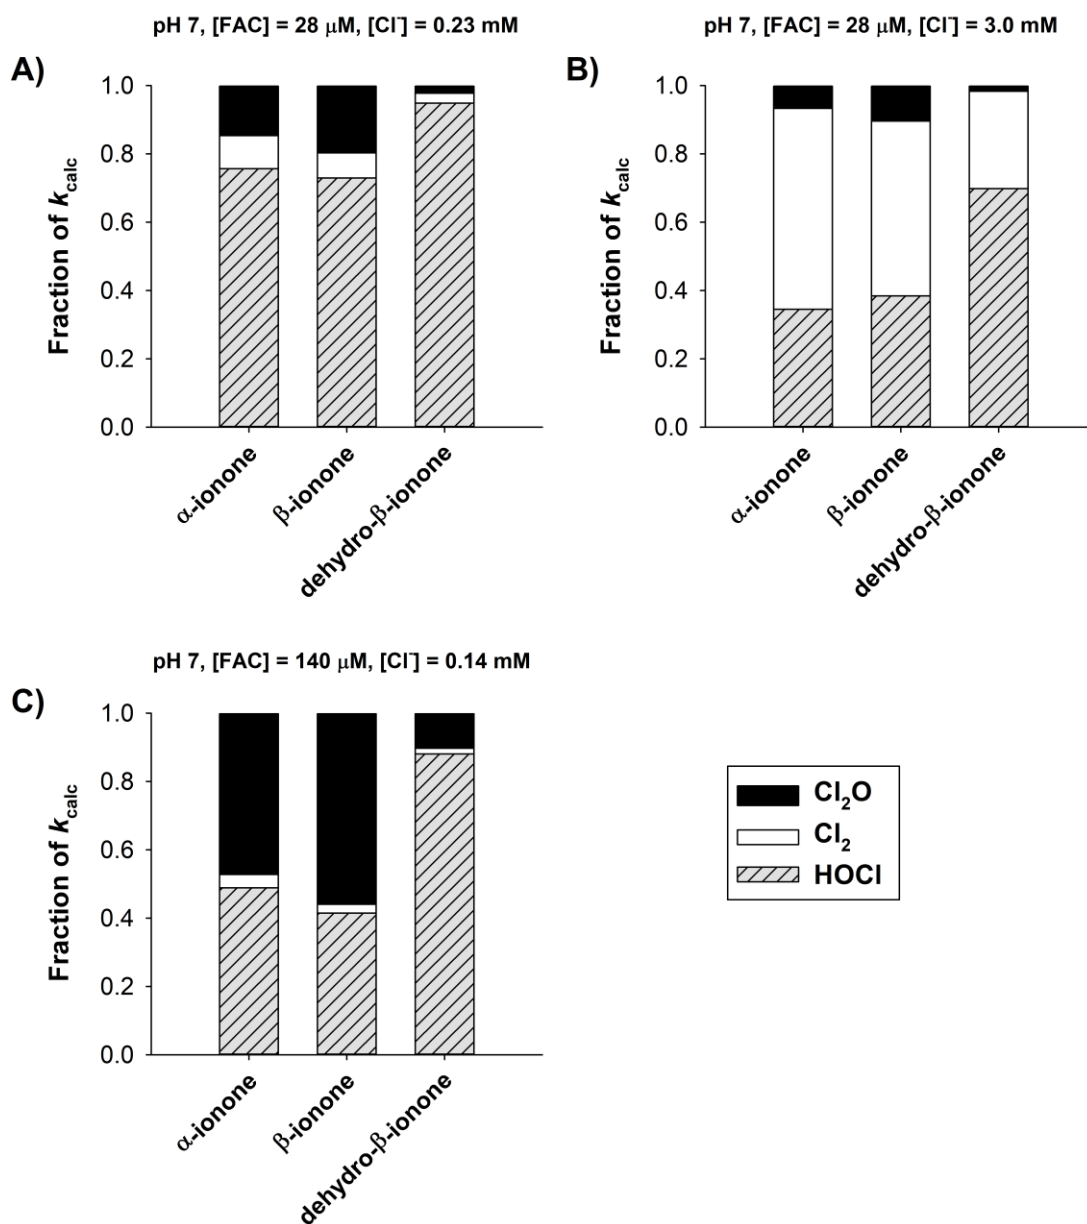 pH 7, [FAC] = 28 μM, [Cl⁻] = 0.23 mM
A)
1.0
0.8
0.6
0.4
0.2
0.0
Fraction of k_calc
α-ionone
β-ionone
dehydro-β-ionone
pH 7, [FAC] = 28 μM, [Cl⁻] = 3.0 mM
B)
1.0
0.8
0.6
0.4
0.2
0.0
Fraction of k_calc
α-ionone
β-ionone
dehydro-β-ionone
pH 7, [FAC] = 140 μM, [Cl⁻] = 0.14 mM
C)
1.0
0.8
0.6
0.4
0.2
0.0
Fraction of k_calc
α-ionone
β-ionone
dehydro-β-ionone
Cl₂O
Cl₂
HOCl